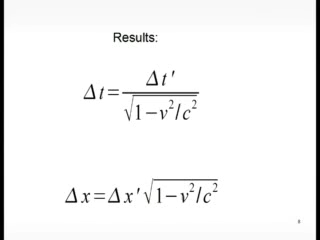 Results:
Δt = Δt' / √(1−v²/c²)
Δx = Δx' √(1−v²/c²)
8